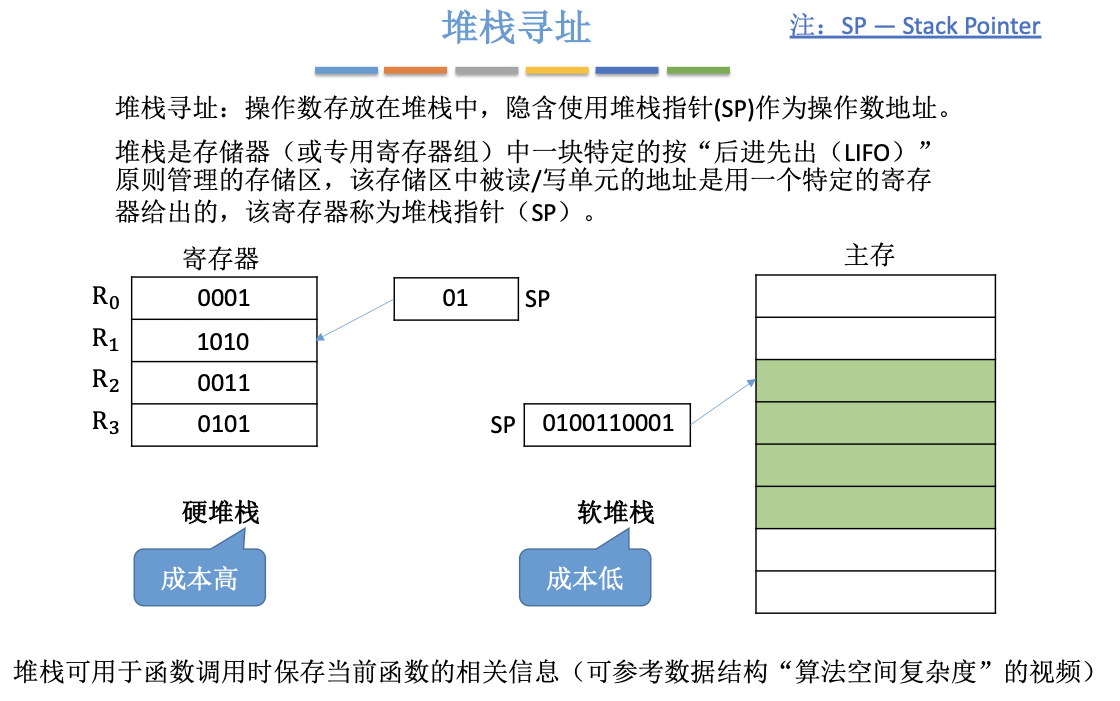 堆栈寻址
注：SP — Stack Pointer
堆栈寻址：操作数存放在堆栈中，隐含使用堆栈指针(SP)作为操作数地址。
堆栈是存储器（或专用寄存器组）中一块特定的按“后进先出（LIFO）”
原则管理的存储区，该存储区中被读/写单元的地址是用一个特定的寄存
器给出的，该寄存器称为堆栈指针（SP）。
寄存器
主存
R0 0001
01 SP
R1 1010
R2 0011
R3 0101
SP 0100110001
硬堆栈
软堆栈
成本高
成本低
堆栈可用于函数调用时保存当前函数的相关信息（可参考数据结构“算法空间复杂度”的视频）